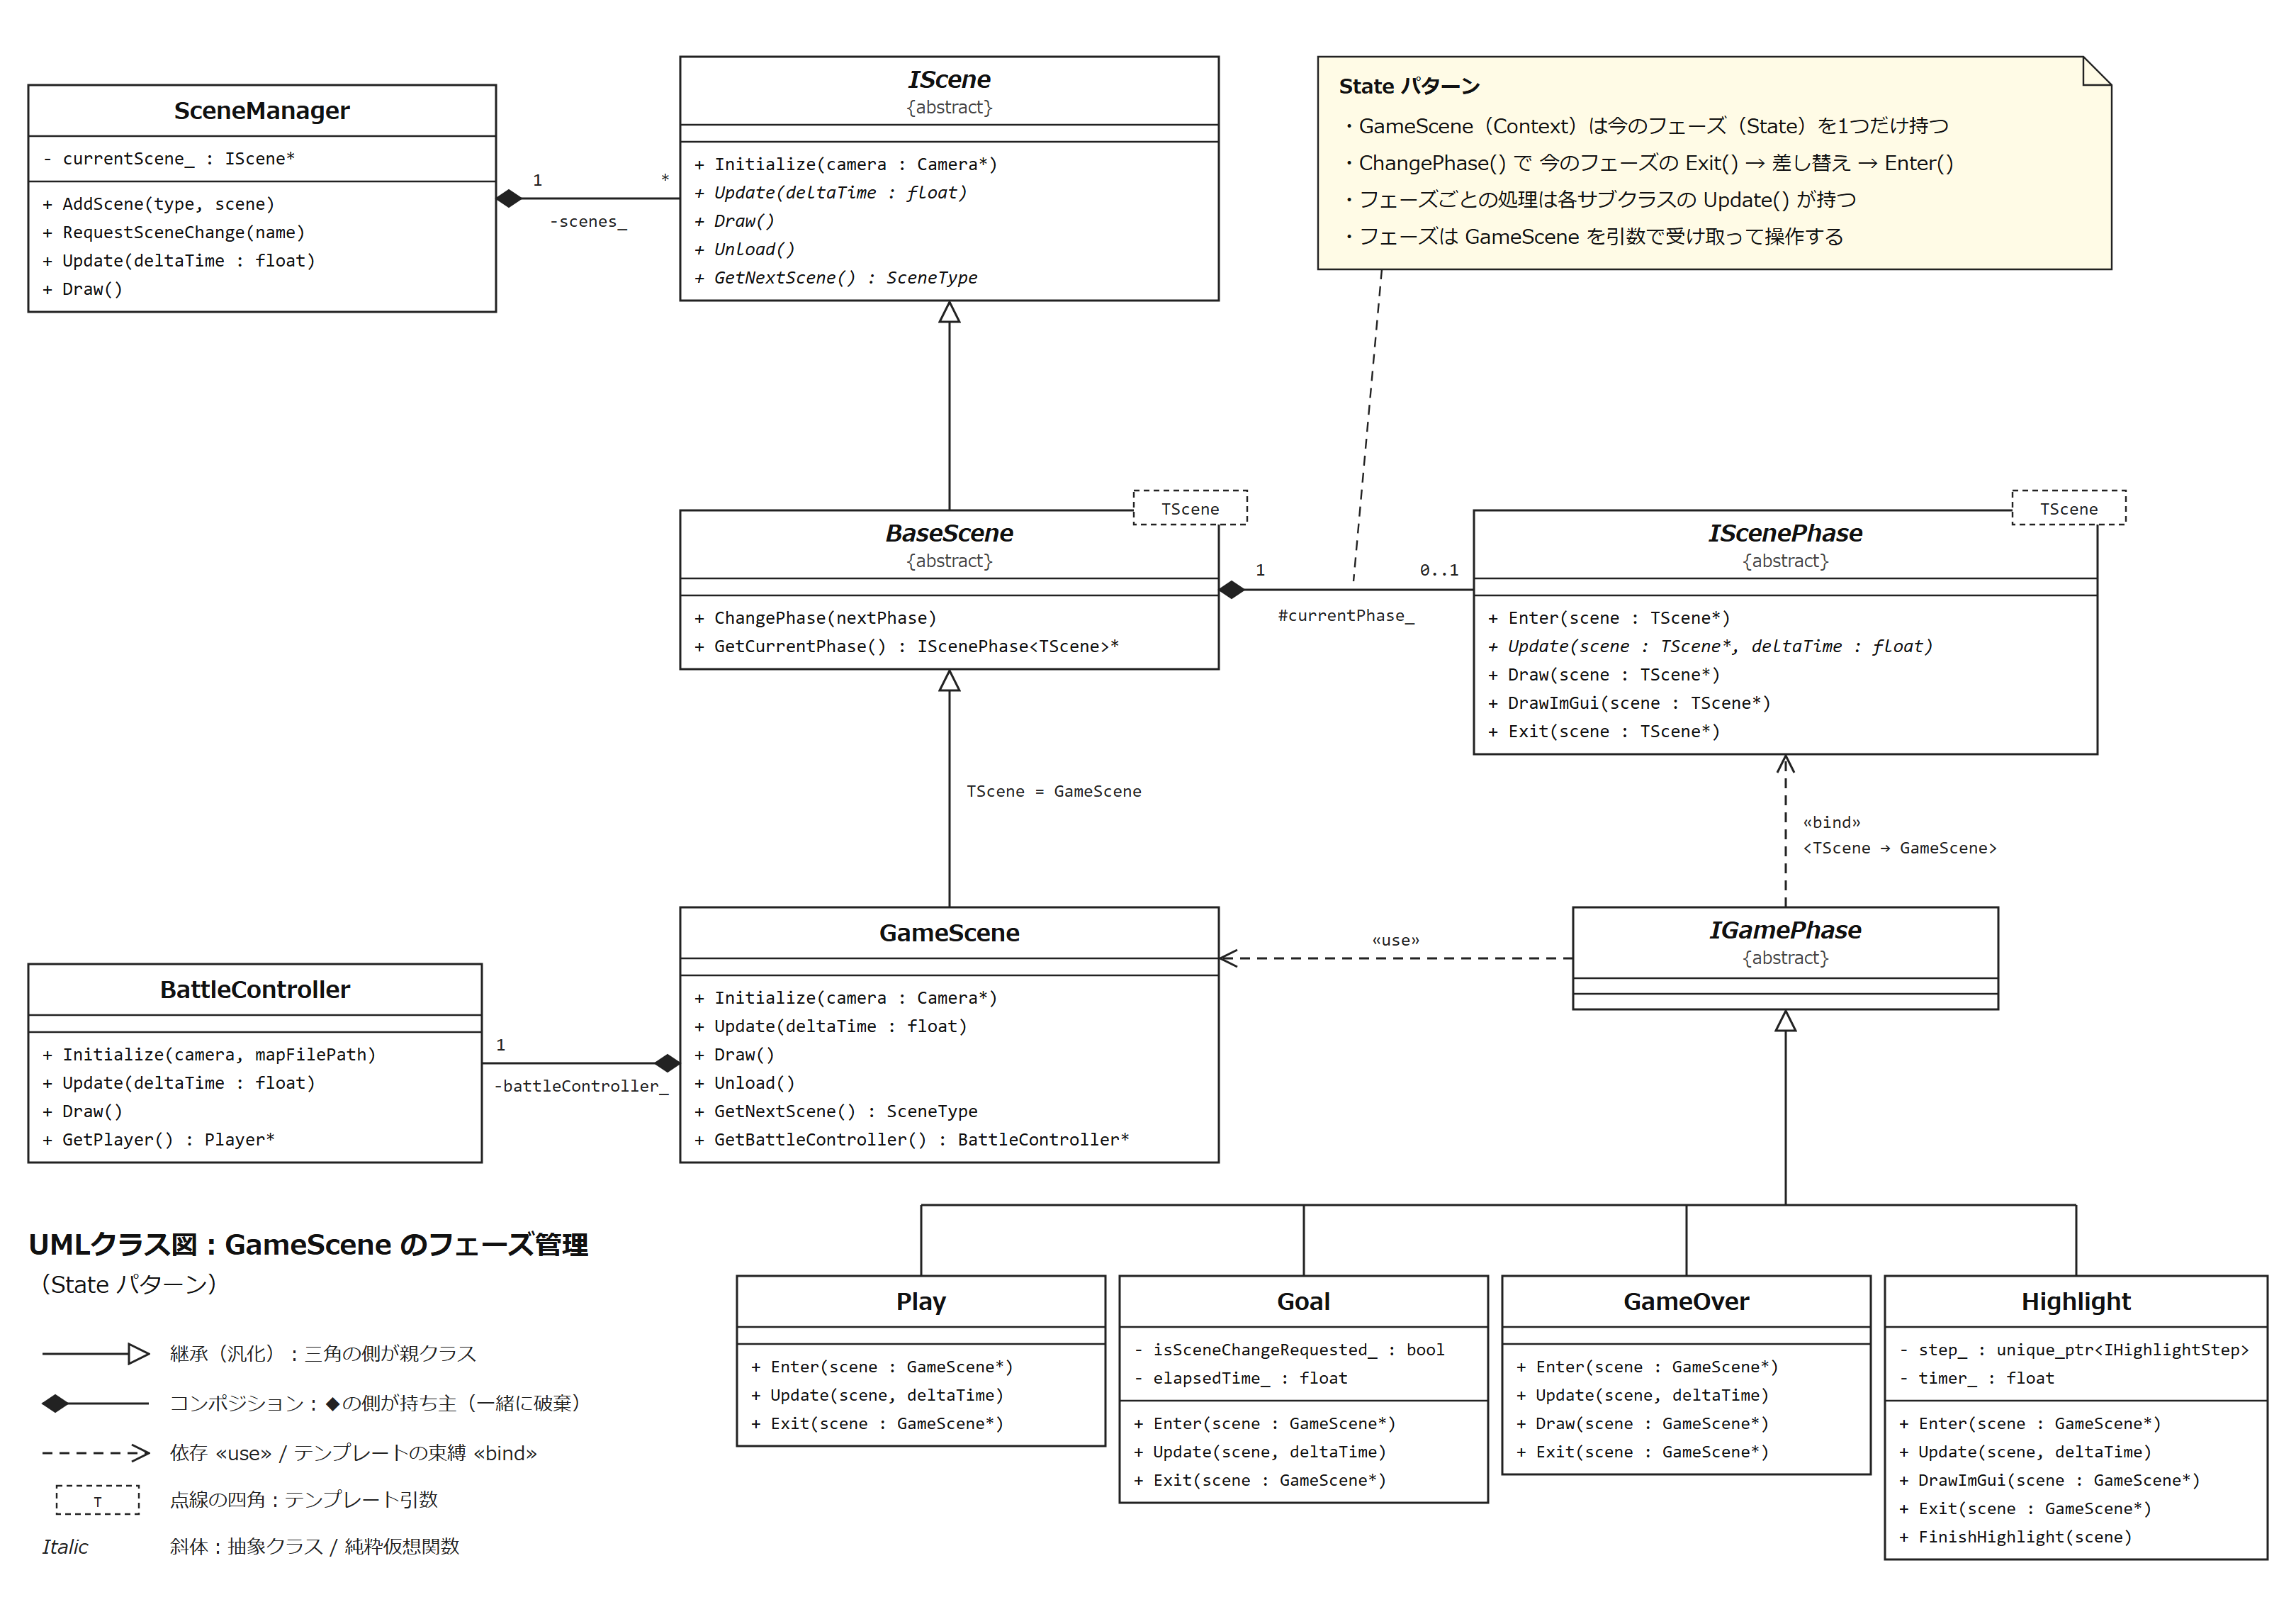 SceneManager
- currentScene_ : IScene*
+ AddScene(type, scene)
+ RequestSceneChange(name)
+ Update(deltaTime : float)
+ Draw()
1
*
-scenes_
IScene
{abstract}
+ Initialize(camera : Camera*)
+ Update(deltaTime : float)
+ Draw()
+ Unload()
+ GetNextScene() : SceneType
State パターン
・GameScene（Context）は今のフェーズ（State）を1つだけ持つ
・ChangePhase() で 今のフェーズの Exit() → 差し替え → Enter()
・フェーズごとの処理は各サブクラスの Update() が持つ
・フェーズは GameScene を引数で受け取って操作する
TScene
BaseScene
{abstract}
+ ChangePhase(nextPhase)
+ GetCurrentPhase() : IScenePhase<TScene>*
1
0..1
#currentPhase_
TScene
IScenePhase
{abstract}
+ Enter(scene : TScene*)
+ Update(scene : TScene*, deltaTime : float)
+ Draw(scene : TScene*)
+ DrawImGui(scene : TScene*)
+ Exit(scene : TScene*)
TScene = GameScene
«bind»
<TScene → GameScene>
BattleController
+ Initialize(camera, mapFilePath)
+ Update(deltaTime : float)
+ Draw()
+ GetPlayer() : Player*
1
-battleController_
GameScene
+ Initialize(camera : Camera*)
+ Update(deltaTime : float)
+ Draw()
+ Unload()
+ GetNextScene() : SceneType
+ GetBattleController() : BattleController*
«use»
IGamePhase
{abstract}
UMLクラス図：GameScene のフェーズ管理
（State パターン）
継承（汎化）：三角の側が親クラス
コンポジション：◆の側が持ち主（一緒に破棄）
依存 «use» / テンプレートの束縛 «bind»
T
点線の四角：テンプレート引数
Italic
斜体：抽象クラス / 純粋仮想関数
Play
+ Enter(scene : GameScene*)
+ Update(scene, deltaTime)
+ Exit(scene : GameScene*)
Goal
- isSceneChangeRequested_ : bool
- elapsedTime_ : float
+ Enter(scene : GameScene*)
+ Update(scene, deltaTime)
+ Exit(scene : GameScene*)
GameOver
+ Enter(scene : GameScene*)
+ Update(scene, deltaTime)
+ Draw(scene : GameScene*)
+ Exit(scene : GameScene*)
Highlight
- step_ : unique_ptr<IHighlightStep>
- timer_ : float
+ Enter(scene : GameScene*)
+ Update(scene, deltaTime)
+ DrawImGui(scene : GameScene*)
+ Exit(scene : GameScene*)
+ FinishHighlight(scene)